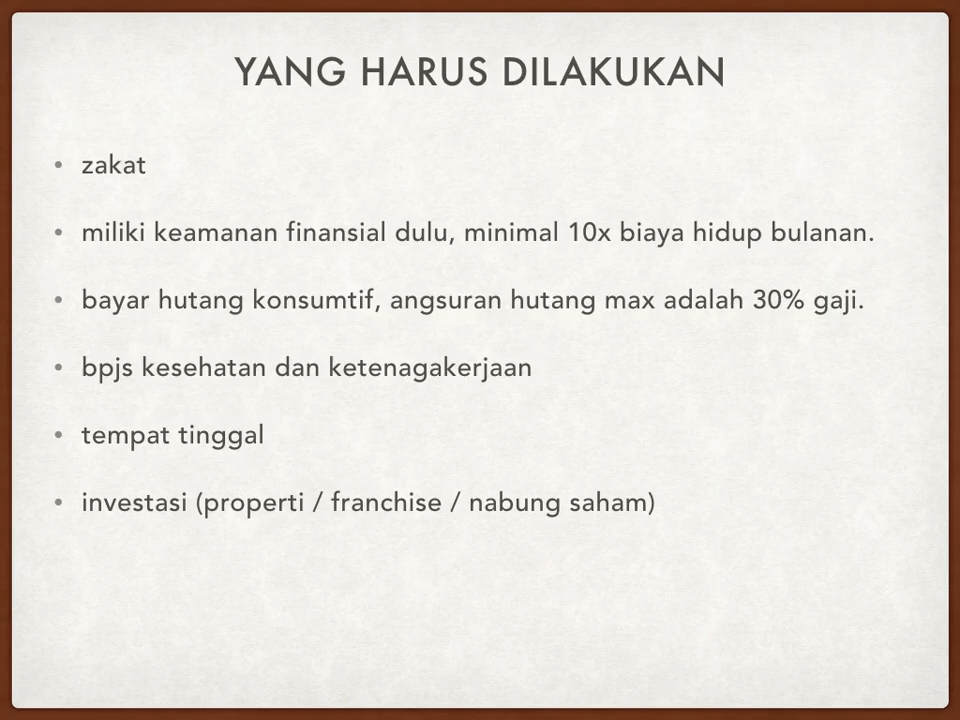 YANG HARUS DILAKUKAN
• zakat
• miliki keamanan finansial dulu, minimal 10x biaya hidup bulanan.
• bayar hutang konsumtif, angsuran hutang max adalah 30% gaji.
• bpjs kesehatan dan ketenagakerjaan
• tempat tinggal
• investasi (properti / franchise / nabung saham)